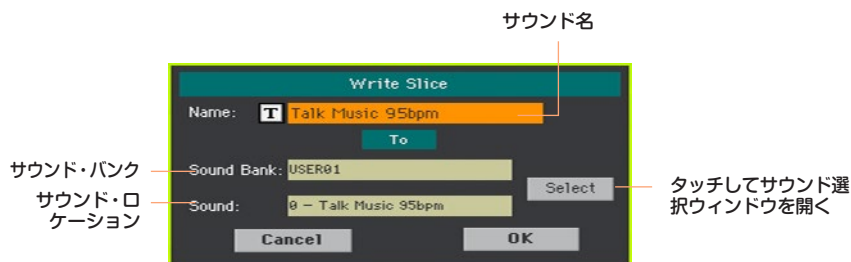 サウンド名
Write Slice
Name: T Talk Music 95bpm
To
サウンド・バンク
Sound Bank: USER01
サウンド・ロ
ケーション
Sound: 0 - Talk Music 95bpm
Select
タッチしてサウンド選
択ウィンドウを開く
Cancel OK